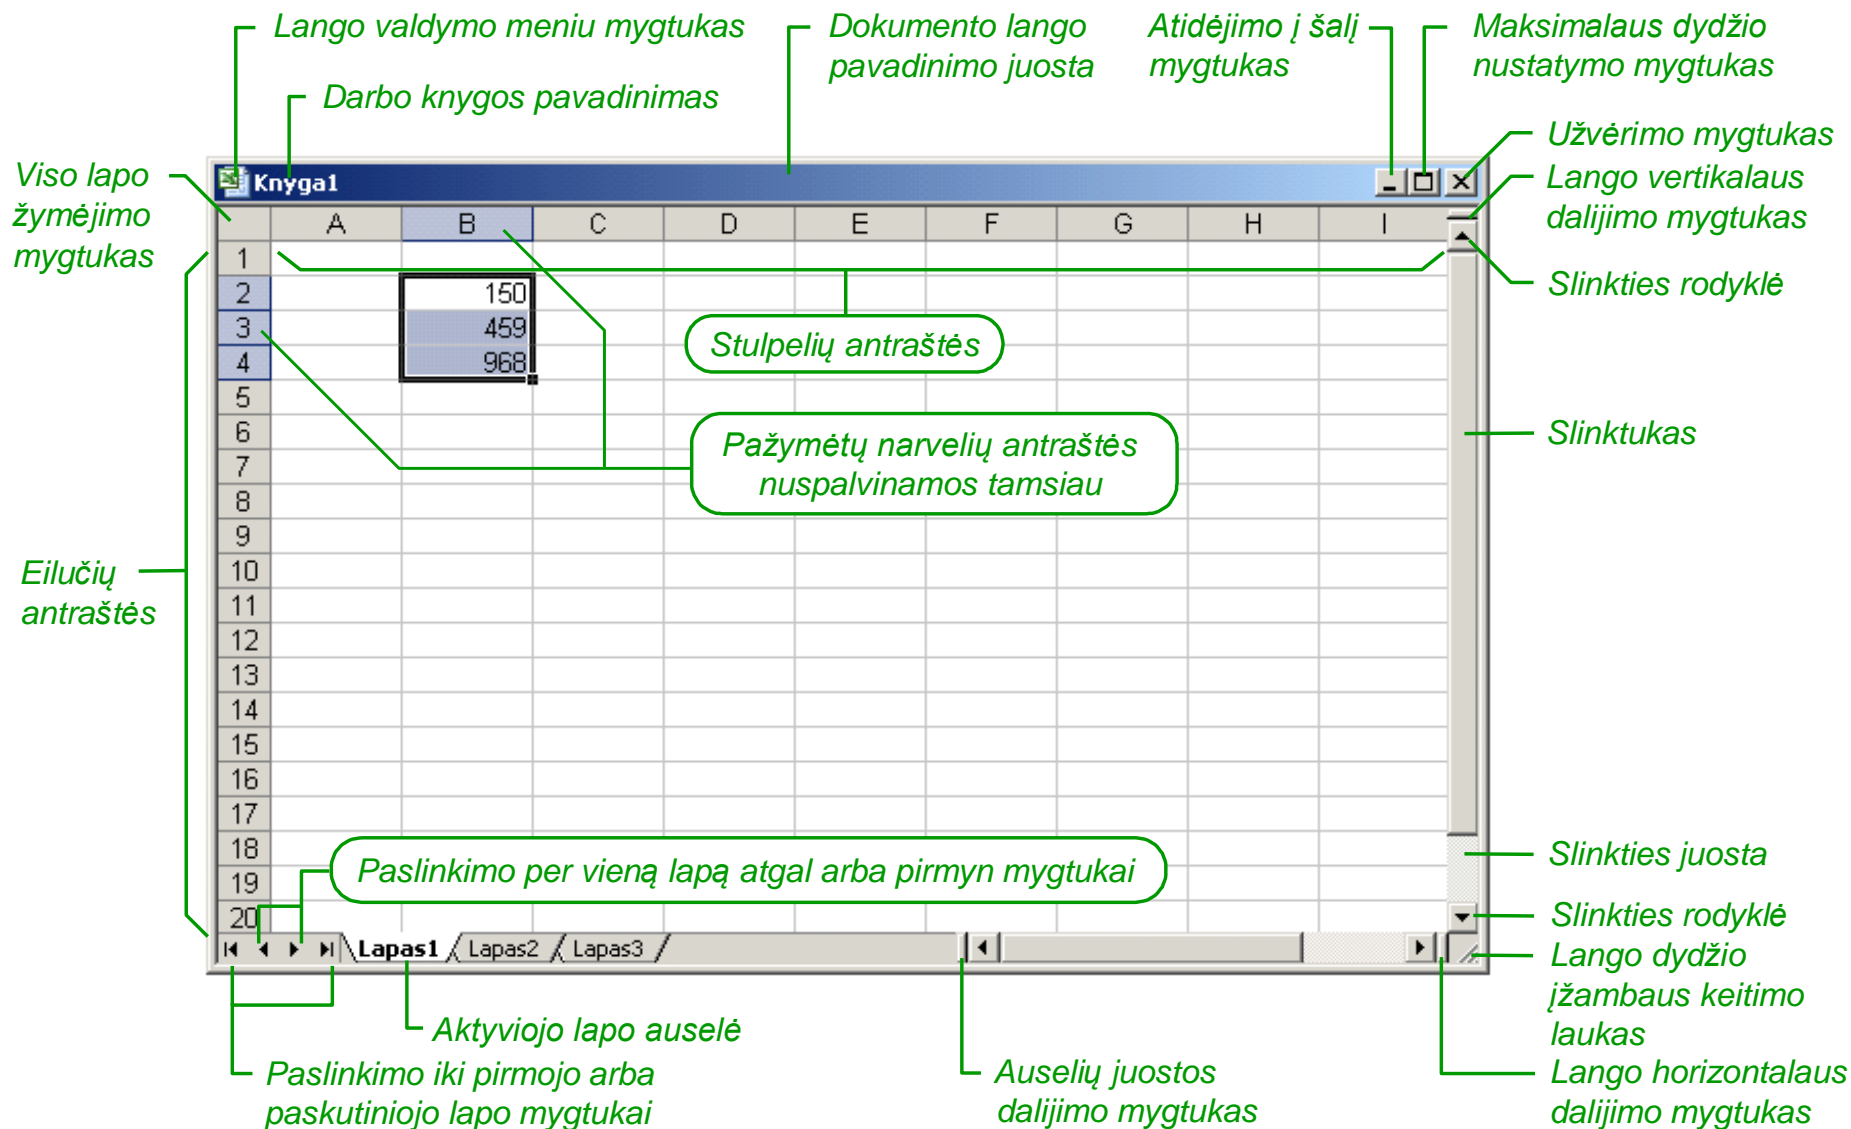 Lango valdymo meniu mygtukas
Dokumento lango
pavadinimo juosta
Atidėjimo į šalį
mygtukas
Maksimalaus dydžio
nustatymo mygtukas
Darbo knygos pavadinimas
Užvėrimo mygtukas
Viso lapo
žymėjimo
mygtukas
Lango vertikalaus
dalijimo mygtukas
Knyga1
A B C D E F G H I
1
2 150
3 459
4 968
5
6
7
8
9
10
11
12
13
14
15
16
17
18
19
20
Slinkties rodyklė
Stulpelių antraštės
Pažymėtų narvelių antraštės
nuspalvinamos tamsiau
Slinktukas
Eilučių
antraštės
Paslinkimo per vieną lapą atgal arba pirmyn mygtukai
Slinkties juosta
Slinkties rodyklė
Lapas1 Lapas2 Lapas3
Lango dydžio
įžambaus keitimo
laukas
Aktyviojo lapo auselė
Paslinkimo iki pirmojo arba
paskutiniojo lapo mygtukai
Auselių juostos
dalijimo mygtukas
Lango horizontalaus
dalijimo mygtukas